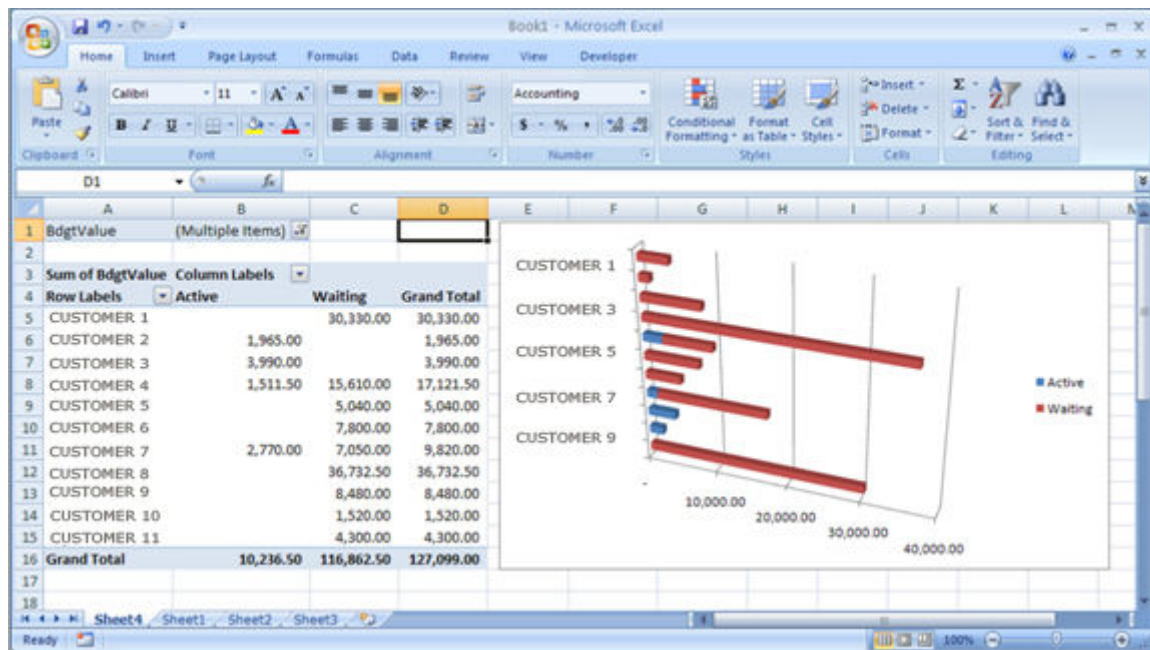 Book1 - Microsoft Excel
Home Insert Page Layout Formulas Data Review View Developer
Paste
Calibri 11 A A
B I U A
Accounting
$ % ,
Conditional Formatting
Format as Table
Cell Styles
Insert
Delete
Format
Σ
Sort & Filter
Find & Select
Clipboard Font Alignment Number Styles Cells Editing
D1 fx
A B C D E F G H I J K L M
1 BdgtValue (Multiple Items)
2
3 Sum of BdgtValue Column Labels
4 Row Labels Active Waiting Grand Total
5 CUSTOMER 1 30,330.00 30,330.00
6 CUSTOMER 2 1,965.00 1,965.00
7 CUSTOMER 3 3,990.00 3,990.00
8 CUSTOMER 4 1,511.50 15,610.00 17,121.50
9 CUSTOMER 5 5,040.00 5,040.00
10 CUSTOMER 6 7,800.00 7,800.00
11 CUSTOMER 7 2,770.00 7,050.00 9,820.00
12 CUSTOMER 8 36,732.50 36,732.50
13 CUSTOMER 9 8,480.00 8,480.00
14 CUSTOMER 10 1,520.00 1,520.00
15 CUSTOMER 11 4,300.00 4,300.00
16 Grand Total 10,236.50 116,862.50 127,099.00
17
18
CUSTOMER 1
CUSTOMER 3
CUSTOMER 5
CUSTOMER 7
CUSTOMER 9
-
10,000.00
20,000.00
30,000.00
40,000.00
Active
Waiting
Sheet4 Sheet1 Sheet2 Sheet3
Ready 100%